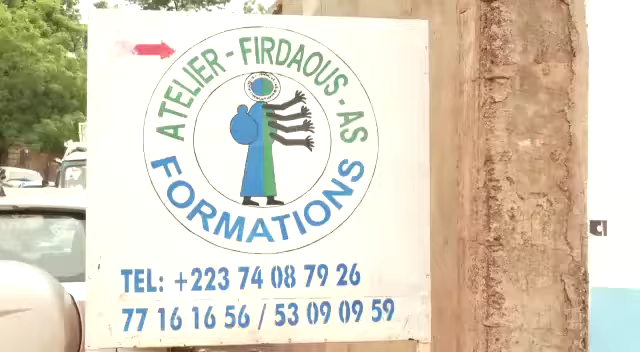 ATELIER - FIRDAOUS - AS
FORMATIONS
TEL: +223 74 08 79 26
77 16 16 56 / 53 09 09 59